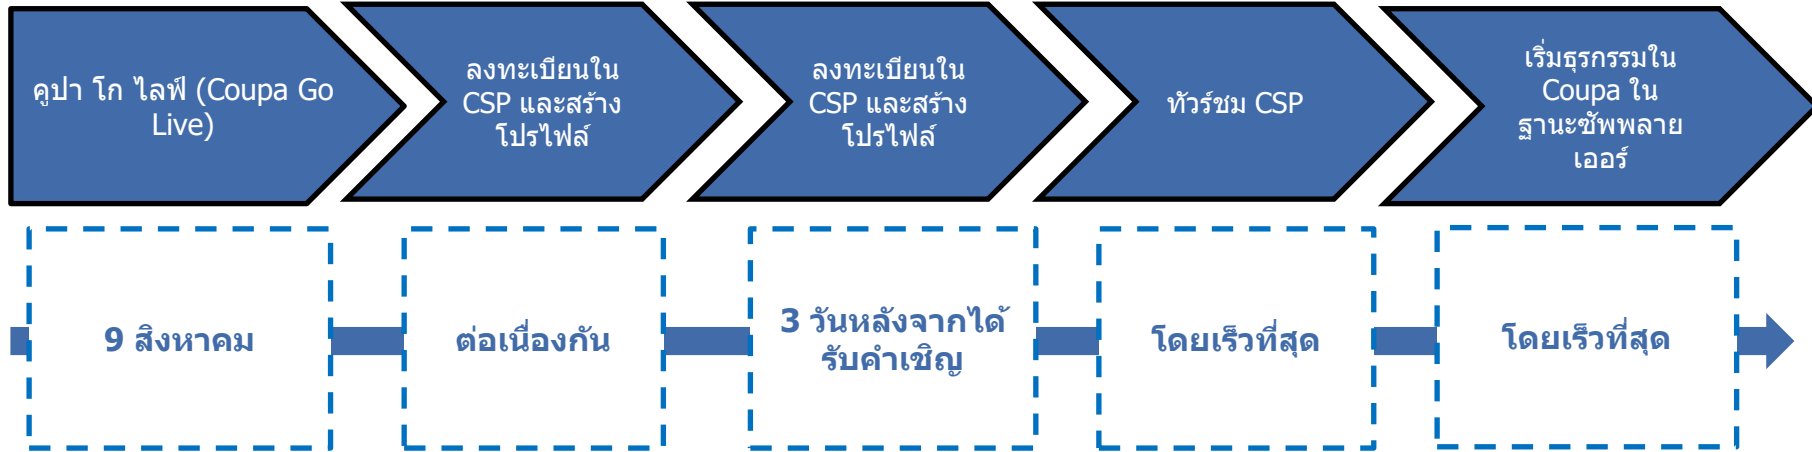 คูปา โก ไลฟ์ (Coupa Go
Live)
ลงทะเบียนใน
CSP และสร้าง
โปรไฟล์
ลงทะเบียนใน
CSP และสร้าง
โปรไฟล์
ทัวร์ชม CSP
เริ่มธุรกรรมใน
Coupa ใน
ฐานะซัพพลาย
เออร์
9 สิงหาคม
ต่อเนื่องกัน
3 วันหลังจากได้
รับคำเชิญ
โดยเร็วที่สุด
โดยเร็วที่สุด